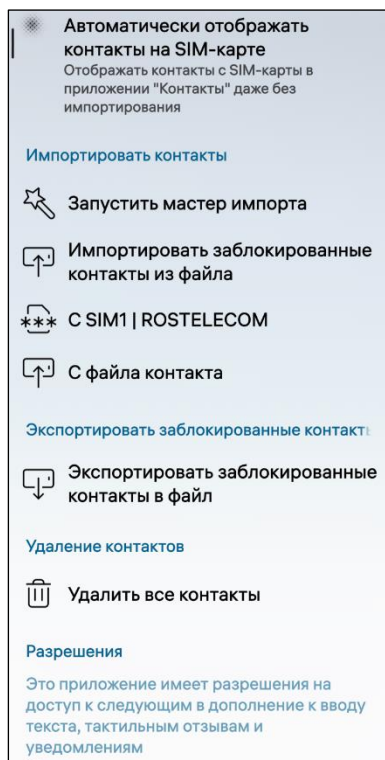 Автоматически отображать
контакты на SIM-карте
Отображать контакты с SIM-карты в
приложении "Контакты" даже без
импортирования
Импортировать контакты
Запустить мастер импорта
Импортировать заблокированные
контакты из файла
С SIM1 | ROSTELECOM
С файла контакта
Экспортировать заблокированные контакт
Экспортировать заблокированные
контакты в файл
Удаление контактов
Удалить все контакты
Разрешения
Это приложение имеет разрешения на
доступ к следующим в дополнение к вводу
текста, тактильным отзывам и
уведомлениям